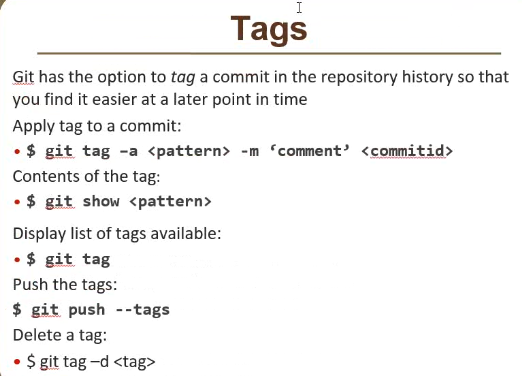 Tags
Git has the option to tag a commit in the repository history so that
you find it easier at a later point in time
Apply tag to a commit:
• $ git tag –a <pattern> -m ‘comment’ <commitid>
Contents of the tag:
• $ git show <pattern>
Display list of tags available:
• $ git tag
Push the tags:
$ git push --tags
Delete a tag:
• $ git tag –d <tag>